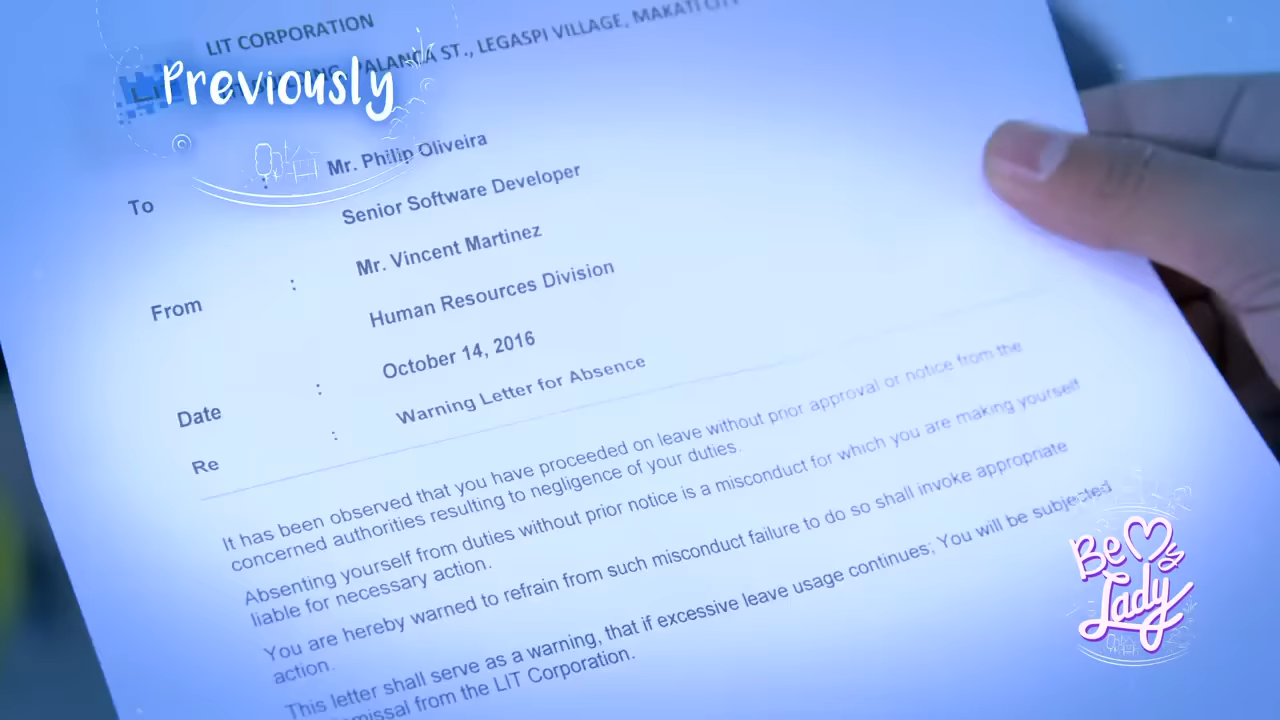 LIT CORPORATION
ST., LEGASPI VILLAGE, MAKATI CITY
Previously
To : Mr. Philip Oliveira
Senior Software Developer
From : Mr. Vincent Martinez
Human Resources Division
Date : October 14, 2016
Re : Warning Letter for Absence
It has been observed that you have proceeded on leave without prior approval or notice from the
concerned authorities resulting to negligence of your duties.
Absenting yourself from duties without prior notice is a misconduct for which you are making yourself
liable for necessary action.
You are hereby warned to refrain from such misconduct failure to do so shall invoke appropriate
action.
This letter shall serve as a warning, that if excessive leave usage continues; You will be subjected
from the LIT Corporation.
Be My
Lady